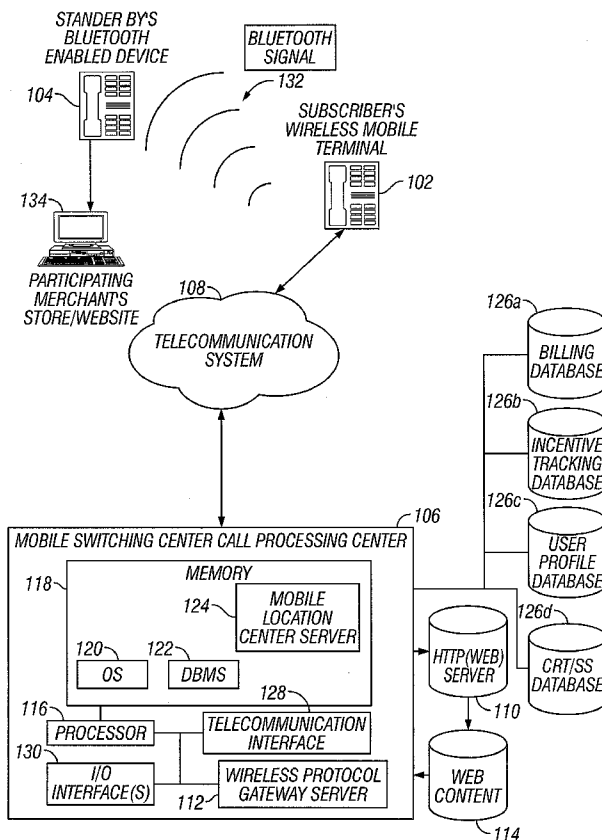 STANDER BY'S
BLUETOOTH
ENABLED DEVICE
104
BLUETOOTH
SIGNAL
132
SUBSCRIBER'S
WIRELESS MOBILE
TERMINAL
102
134
PARTICIPATING
MERCHANT'S
STORE/WEBSITE
108
TELECOMMUNICATION
SYSTEM
126a
BILLING
DATABASE
126b
INCENTIVE
TRACKING
DATABASE
126c
USER
PROFILE
DATABASE
126d
CRT/SS
DATABASE
106
MOBILE SWITCHING CENTER CALL PROCESSING CENTER
118
MEMORY
124
MOBILE
LOCATION
CENTER SERVER
120
OS
122
DBMS
116
PROCESSOR
128
TELECOMMUNICATION
INTERFACE
130
I/O
INTERFACE(S)
112
WIRELESS PROTOCOL
GATEWAY SERVER
HTTP(WEB)
SERVER
110
WEB
CONTENT
114